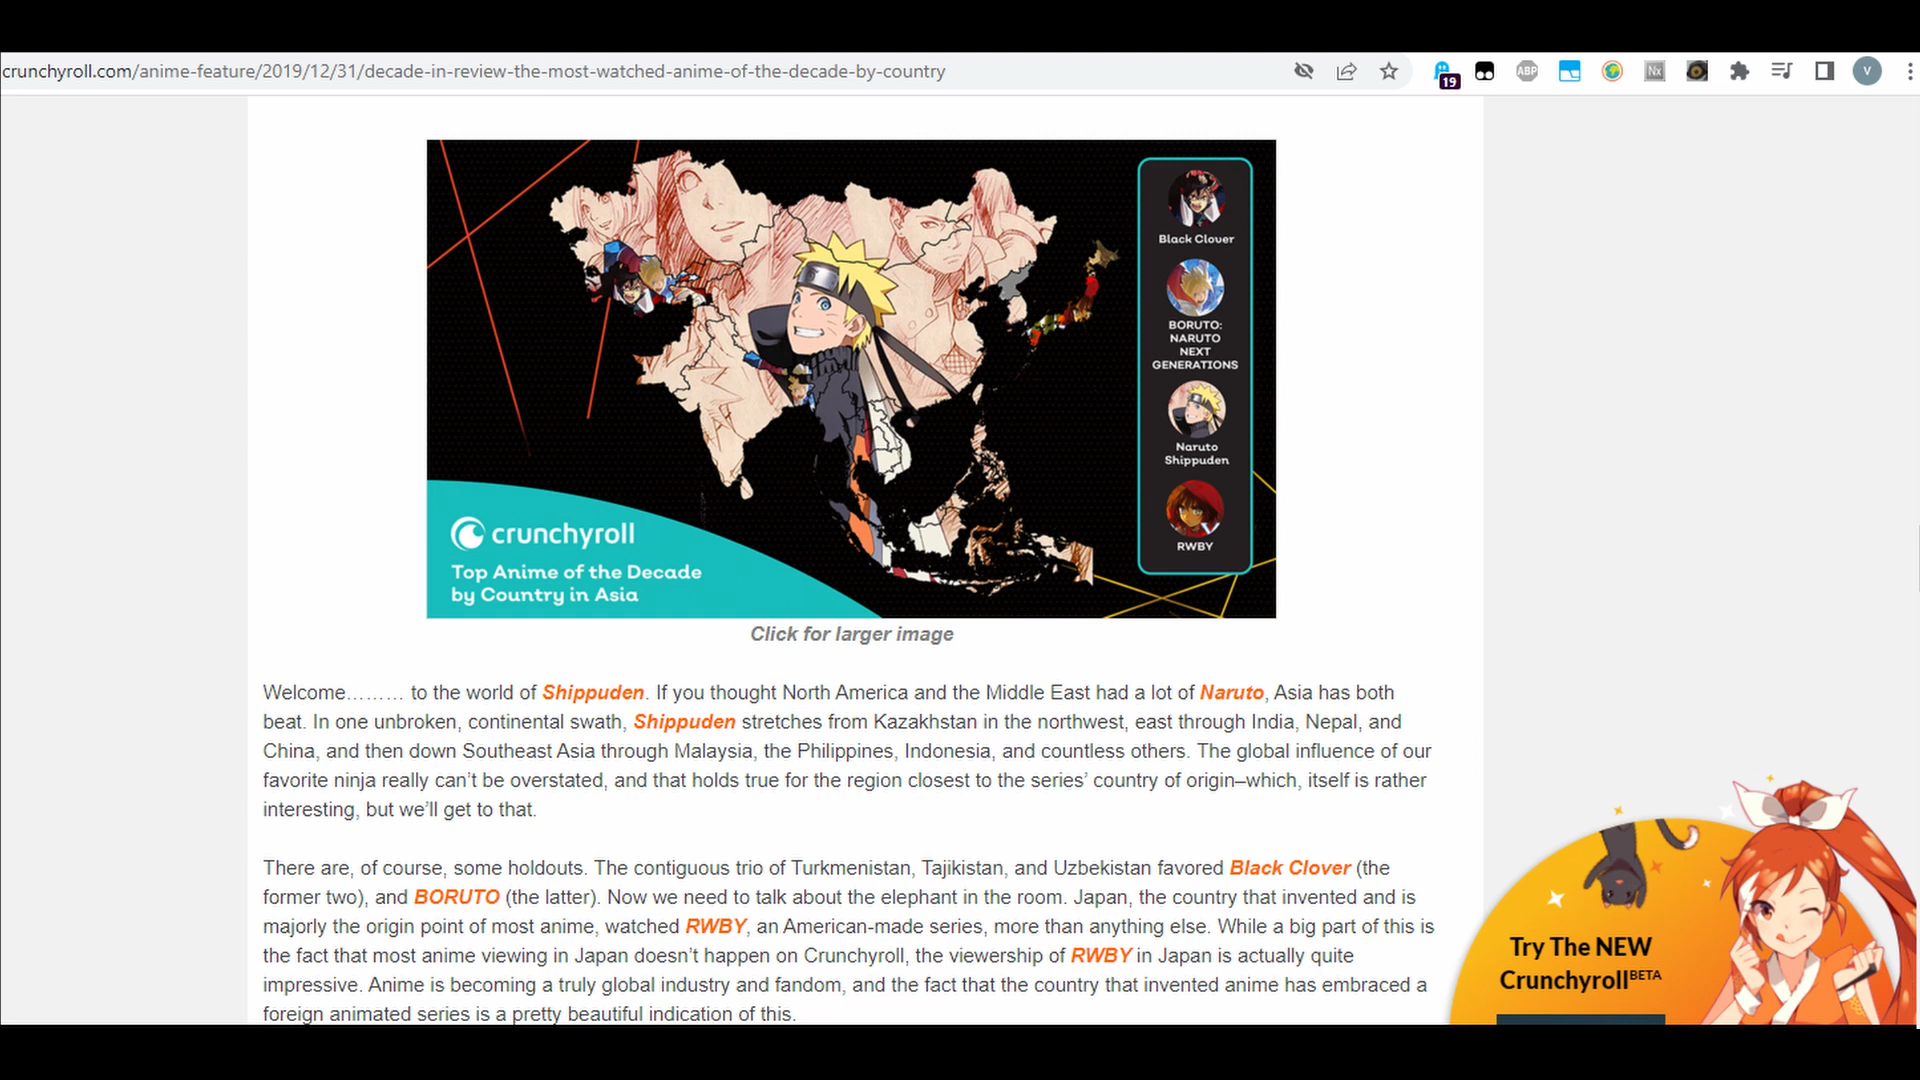 crunchyroll.com/anime-feature/2019/12/31/decade-in-review-the-most-watched-anime-of-the-decade-by-country
19
ABP
Nx
V
Black Clover
BORUTO:
NARUTO
NEXT
GENERATIONS
Naruto
Shippuden
RWBY
crunchyroll
Top Anime of the Decade
by Country in Asia
Click for larger image
Welcome……… to the world of Shippuden. If you thought North America and the Middle East had a lot of Naruto, Asia has both
beat. In one unbroken, continental swath, Shippuden stretches from Kazakhstan in the northwest, east through India, Nepal, and
China, and then down Southeast Asia through Malaysia, the Philippines, Indonesia, and countless others. The global influence of our
favorite ninja really can’t be overstated, and that holds true for the region closest to the series’ country of origin–which, itself is rather
interesting, but we’ll get to that.
There are, of course, some holdouts. The contiguous trio of Turkmenistan, Tajikistan, and Uzbekistan favored Black Clover (the
former two), and BORUTO (the latter). Now we need to talk about the elephant in the room. Japan, the country that invented and is
majorly the origin point of most anime, watched RWBY, an American-made series, more than anything else. While a big part of this is
the fact that most anime viewing in Japan doesn’t happen on Crunchyroll, the viewership of RWBY in Japan is actually quite
impressive. Anime is becoming a truly global industry and fandom, and the fact that the country that invented anime has embraced a
foreign animated series is a pretty beautiful indication of this.
Try The NEW
CrunchyrollBETA